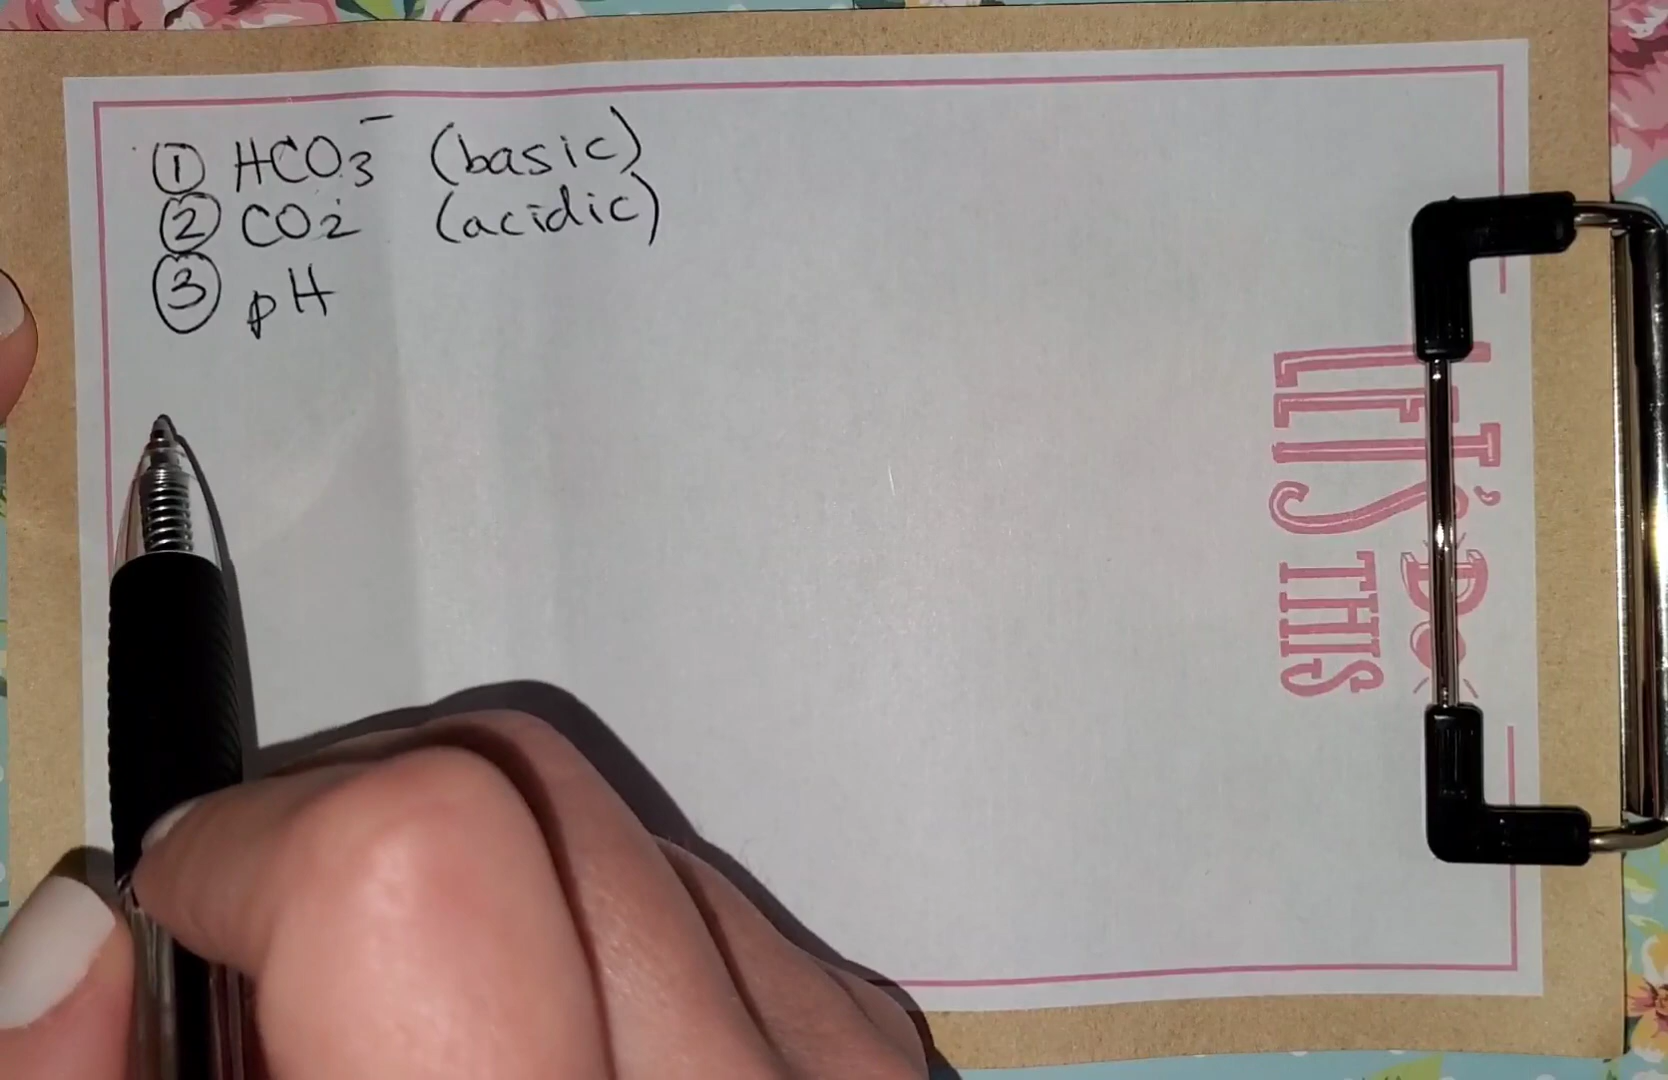 ① HCO₃⁻ (basic)
② CO₂ (acidic)
③ pH
LET'S
DO
THIS